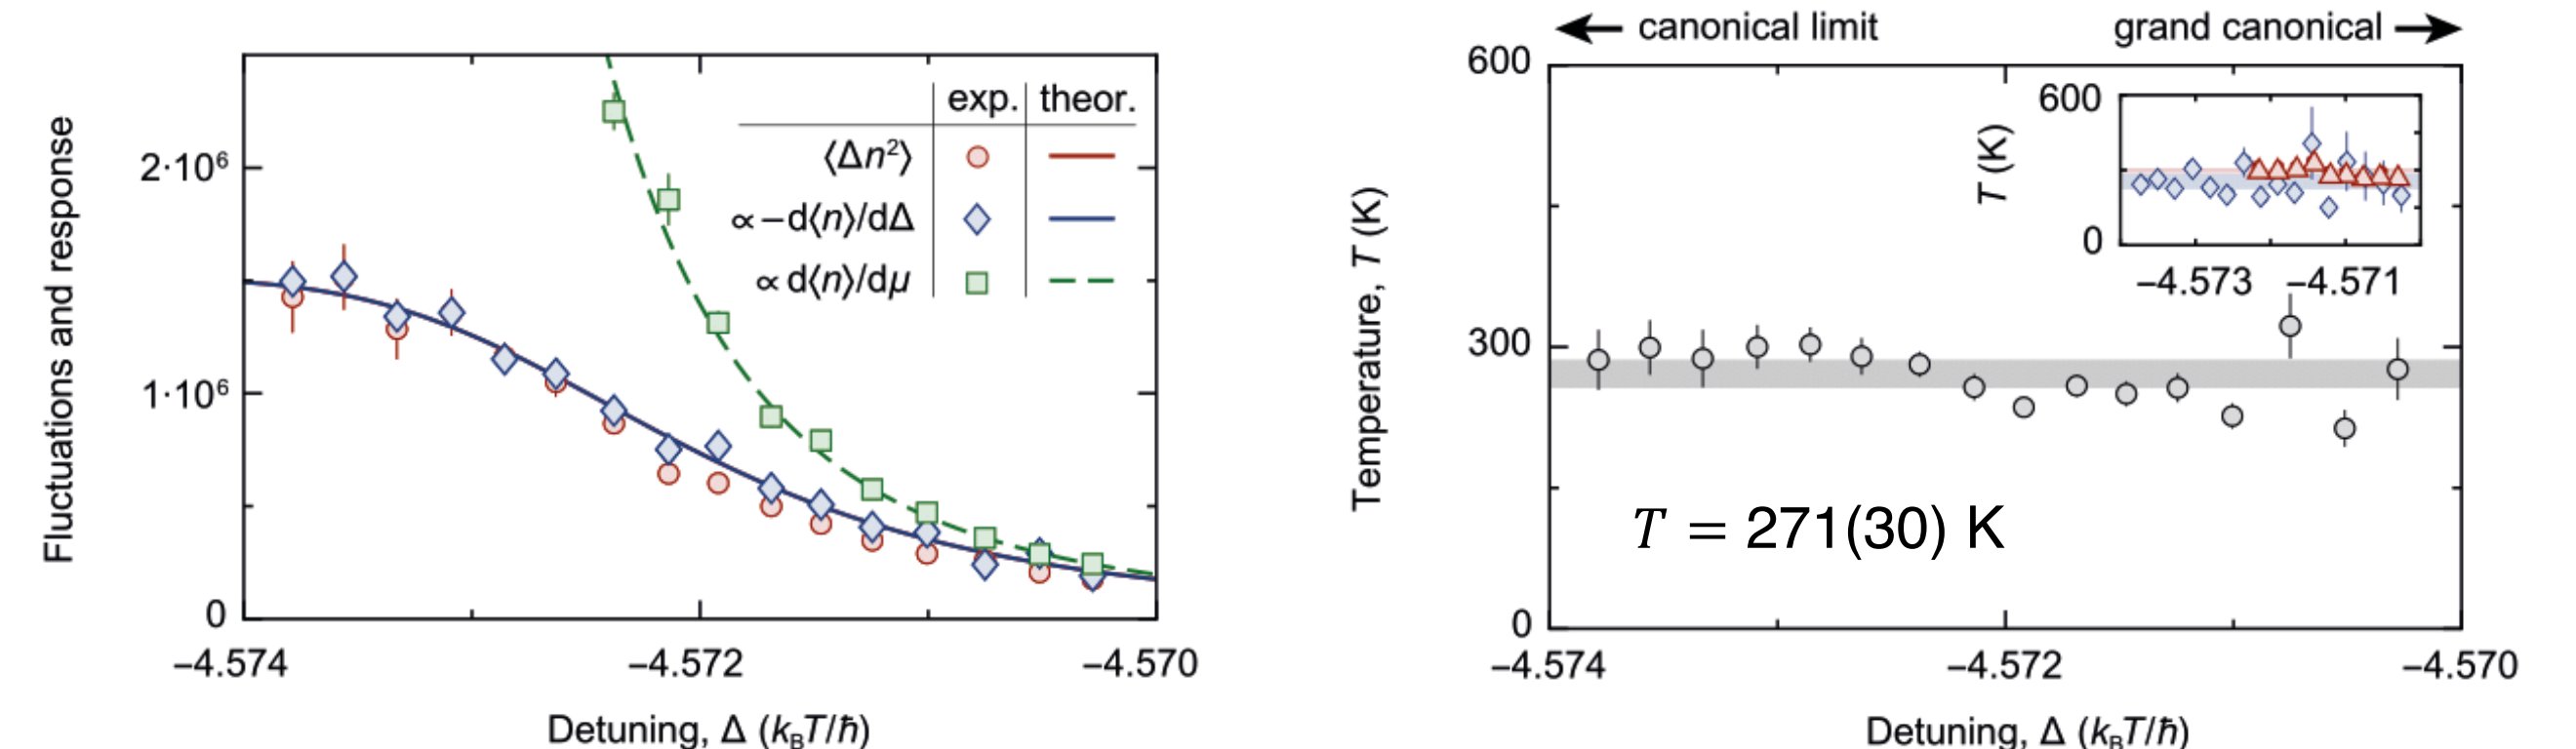 Fluctuations and response
2·10⁶
1·10⁶
0
exp. theor.
⟨Δn²⟩
∝ −d⟨n⟩/dΔ
∝ d⟨n⟩/dμ
−4.574 −4.572 −4.570
Detuning, Δ (k_BT/ħ)
canonical limit grand canonical
Temperature, T (K)
600
300
0
T (K)
600
0
−4.573 −4.571
T = 271(30) K
−4.574 −4.572 −4.570
Detuning, Δ (k_BT/ħ)